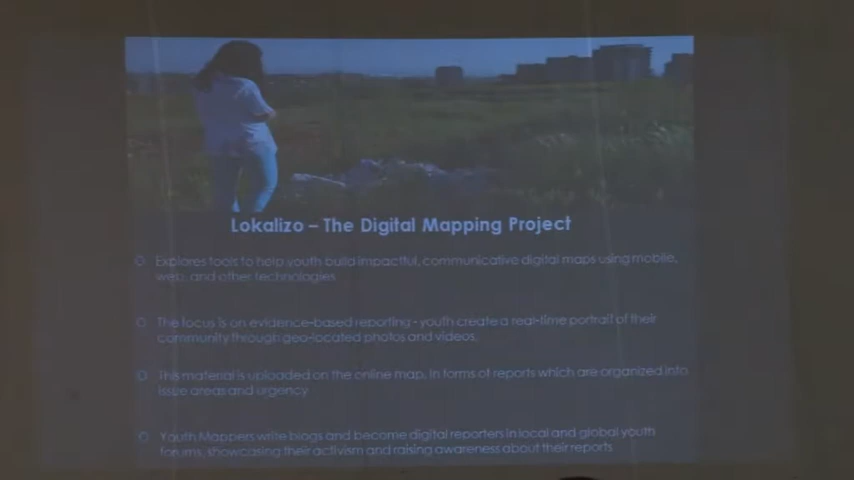 Lokalizo – The Digital Mapping Project
Explores tools to help youth build impactful, communicative digital maps using mobile,
web, and other technologies
The focus is on evidence-based reporting - youth create a real-time portrait of their
community through geo-located photos and videos.
This material is uploaded on the online map, in forms of reports which are organized into
issue areas and urgency
Youth Mappers write blogs and become digital reporters in local and global youth
forums, showcasing their activism and raising awareness about their reports